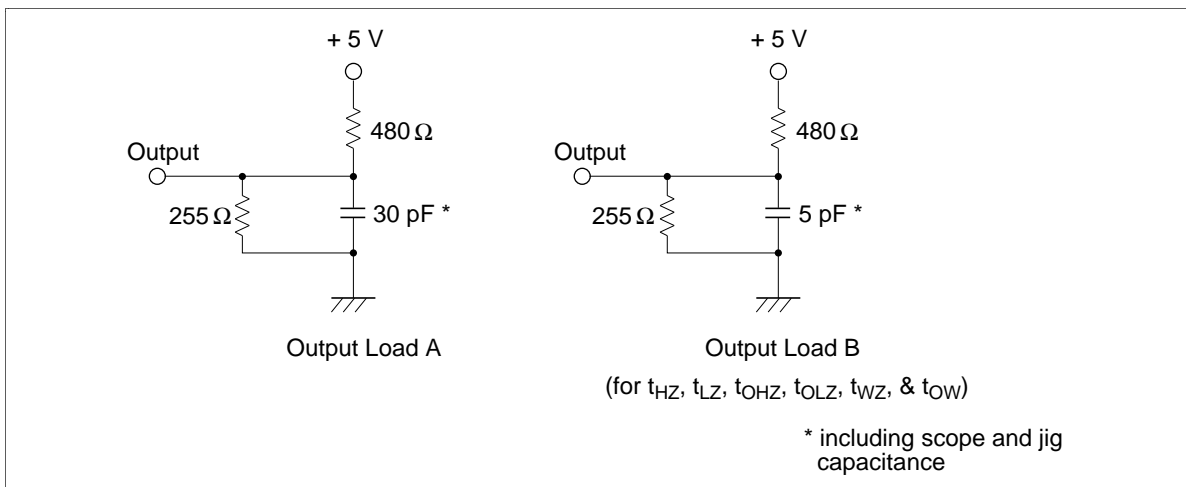 + 5 V
480 Ω
Output
255 Ω
30 pF *
Output Load A
+ 5 V
480 Ω
Output
255 Ω
5 pF *
Output Load B
(for tHZ, tLZ, tOHZ, tOLZ, tWZ, & tOW)
* including scope and jig
capacitance